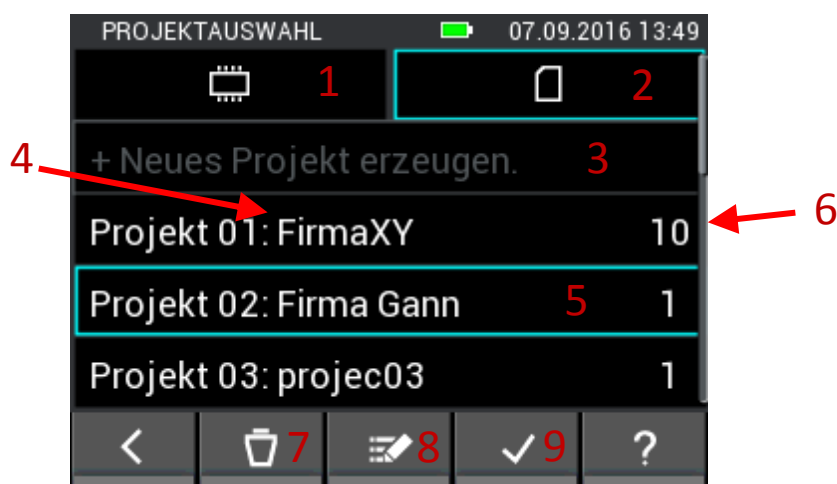 PROJEKTAUSWAHL 07.09.2016 13:49
1 2
+ Neues Projekt erzeugen. 3
4
Projekt 01: FirmaXY 10
6
Projekt 02: Firma Gann 5 1
Projekt 03: projec03 1
< 7 8 9 ?